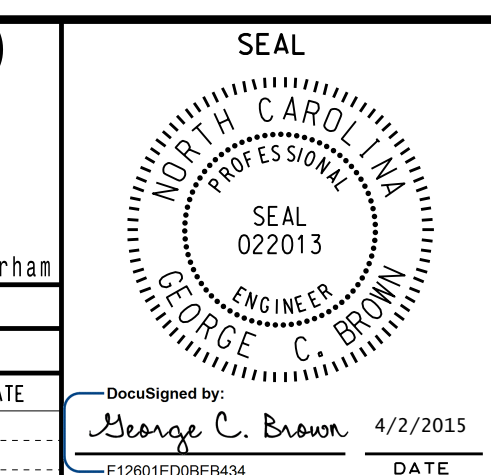 SEAL
NORTH CAROLINA
PROFESSIONAL
SEAL
022013
ENGINEER
GEORGE C. BROWN
rham
ATE
DocuSigned by:
George C. Brown
4/2/2015
F12601ED0BFB434
DATE